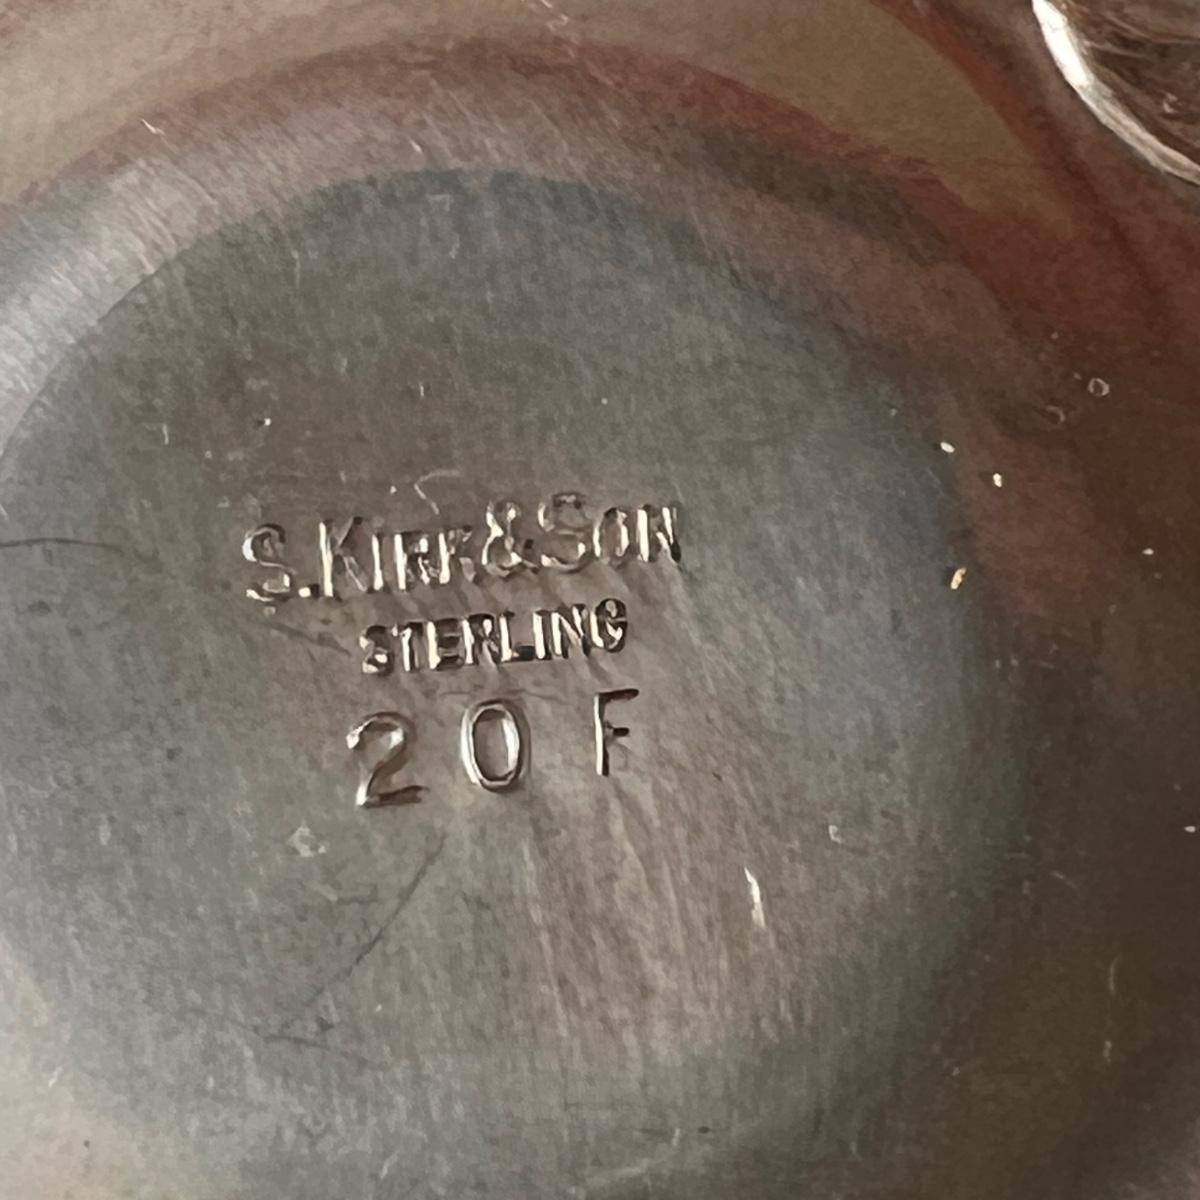 S. KIRK & SON
STERLING
20 F